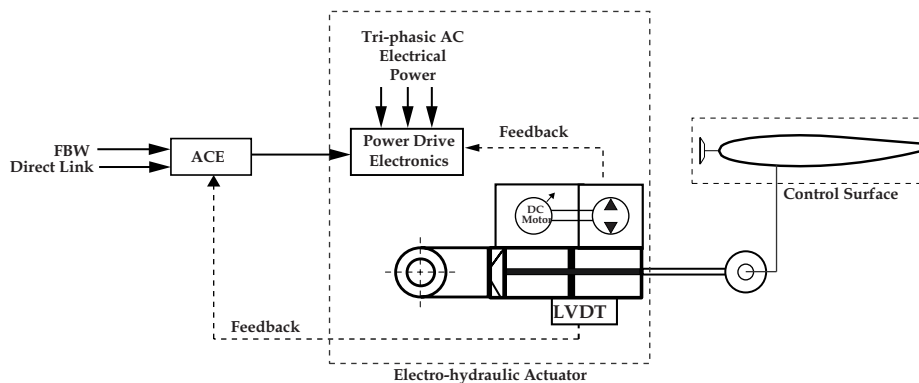 Tri-phasic AC
Electrical
Power
FBW
Direct Link
ACE
Power Drive
Electronics
Feedback
Control Surface
DC
Motor
LVDT
Feedback
Electro-hydraulic Actuator